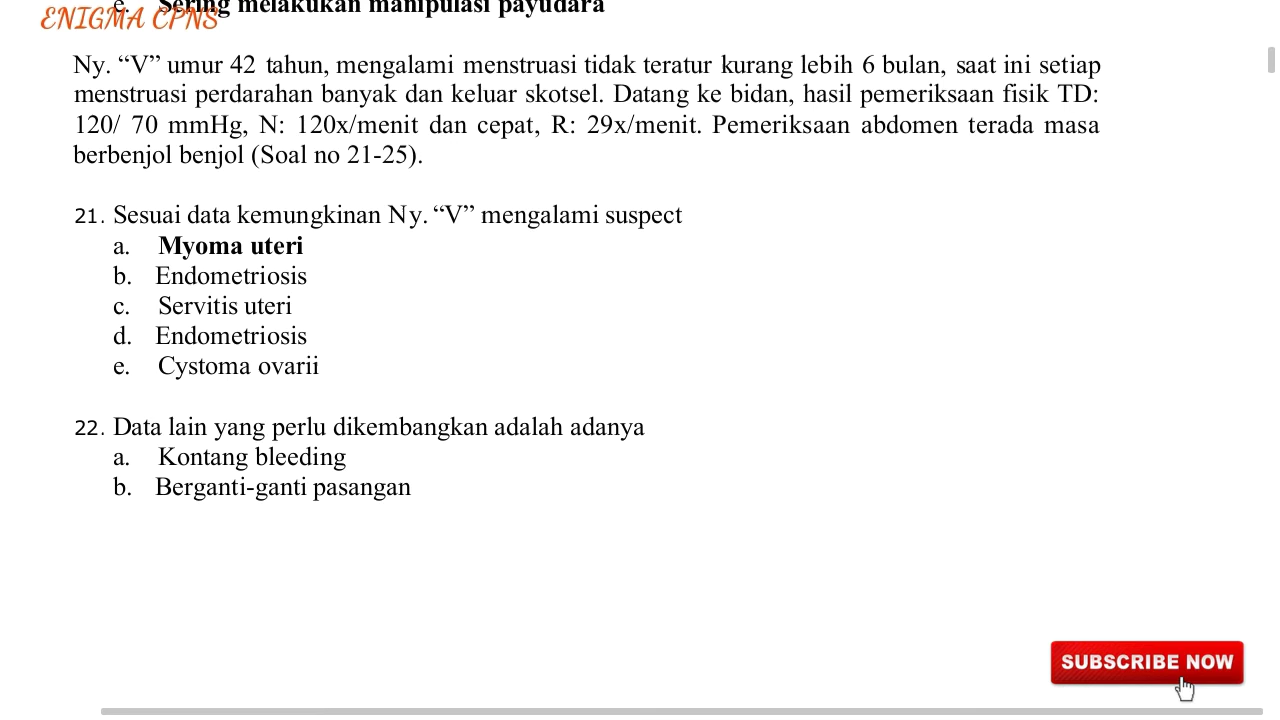 e. Sering melakukan manipulasi payudara
ENIGMA CPNS
Ny. “V” umur 42 tahun, mengalami menstruasi tidak teratur kurang lebih 6 bulan, saat ini setiap
menstruasi perdarahan banyak dan keluar skotsel. Datang ke bidan, hasil pemeriksaan fisik TD:
120/ 70 mmHg, N: 120x/menit dan cepat, R: 29x/menit. Pemeriksaan abdomen terada masa
berbenjol benjol (Soal no 21-25).
21. Sesuai data kemungkinan Ny. “V” mengalami suspect
a. Myoma uteri
b. Endometriosis
c. Servitis uteri
d. Endometriosis
e. Cystoma ovarii
22. Data lain yang perlu dikembangkan adalah adanya
a. Kontang bleeding
b. Berganti-ganti pasangan
SUBSCRIBE NOW